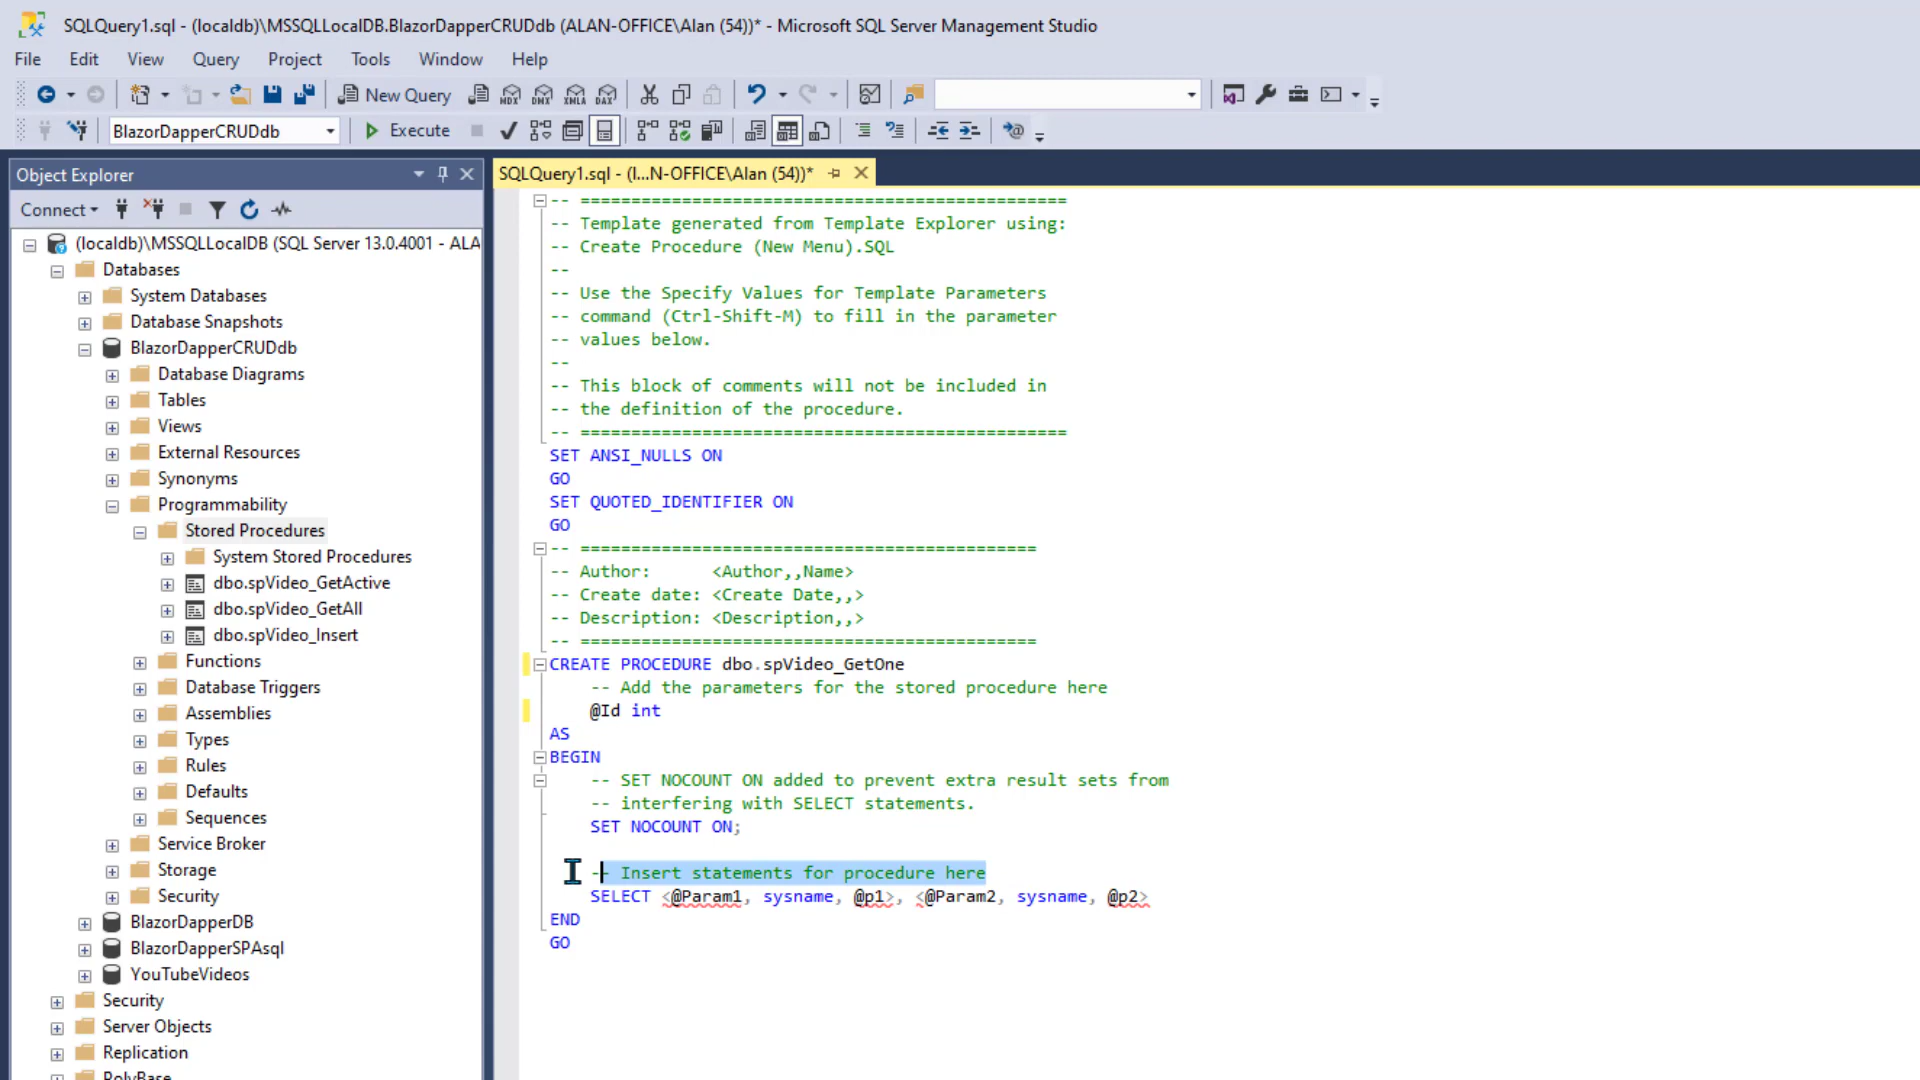 SQLQuery1.sql - (localdb)\MSSQLLocalDB.BlazorDapperCRUDdb (ALAN-OFFICE\Alan (54))* - Microsoft SQL Server Management Studio
File Edit View Query Project Tools Window Help
New Query MDX DMX XMLA DAX
BlazorDapperCRUDdb Execute
Object Explorer
Connect
(localdb)\MSSQLLocalDB (SQL Server 13.0.4001 - ALA
Databases
System Databases
Database Snapshots
BlazorDapperCRUDdb
Database Diagrams
Tables
Views
External Resources
Synonyms
Programmability
Stored Procedures
System Stored Procedures
dbo.spVideo_GetActive
dbo.spVideo_GetAll
dbo.spVideo_Insert
Functions
Database Triggers
Assemblies
Types
Rules
Defaults
Sequences
Service Broker
Storage
Security
BlazorDapperDB
BlazorDapperSPAsql
YouTubeVideos
Security
Server Objects
Replication
PolyBase
SQLQuery1.sql - (l...N-OFFICE\Alan (54))*
-- ================================================
-- Template generated from Template Explorer using:
-- Create Procedure (New Menu).SQL
--
-- Use the Specify Values for Template Parameters
-- command (Ctrl-Shift-M) to fill in the parameter
-- values below.
--
-- This block of comments will not be included in
-- the definition of the procedure.
-- ================================================
SET ANSI_NULLS ON
GO
SET QUOTED_IDENTIFIER ON
GO
-- =============================================
-- Author: <Author,,Name>
-- Create date: <Create Date,,>
-- Description: <Description,,>
-- =============================================
CREATE PROCEDURE dbo.spVideo_GetOne
-- Add the parameters for the stored procedure here
@Id int
AS
BEGIN
-- SET NOCOUNT ON added to prevent extra result sets from
-- interfering with SELECT statements.
SET NOCOUNT ON;
-- Insert statements for procedure here
SELECT <@Param1, sysname, @p1>, <@Param2, sysname, @p2>
END
GO